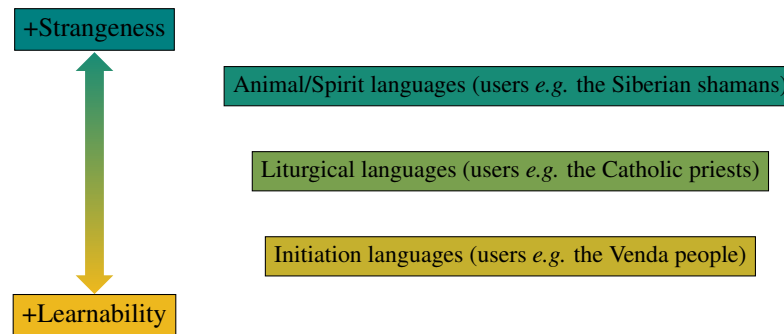 +Strangeness
Animal/Spirit languages (users e.g. the Siberian shamans)
Liturgical languages (users e.g. the Catholic priests)
Initiation languages (users e.g. the Venda people)
+Learnability